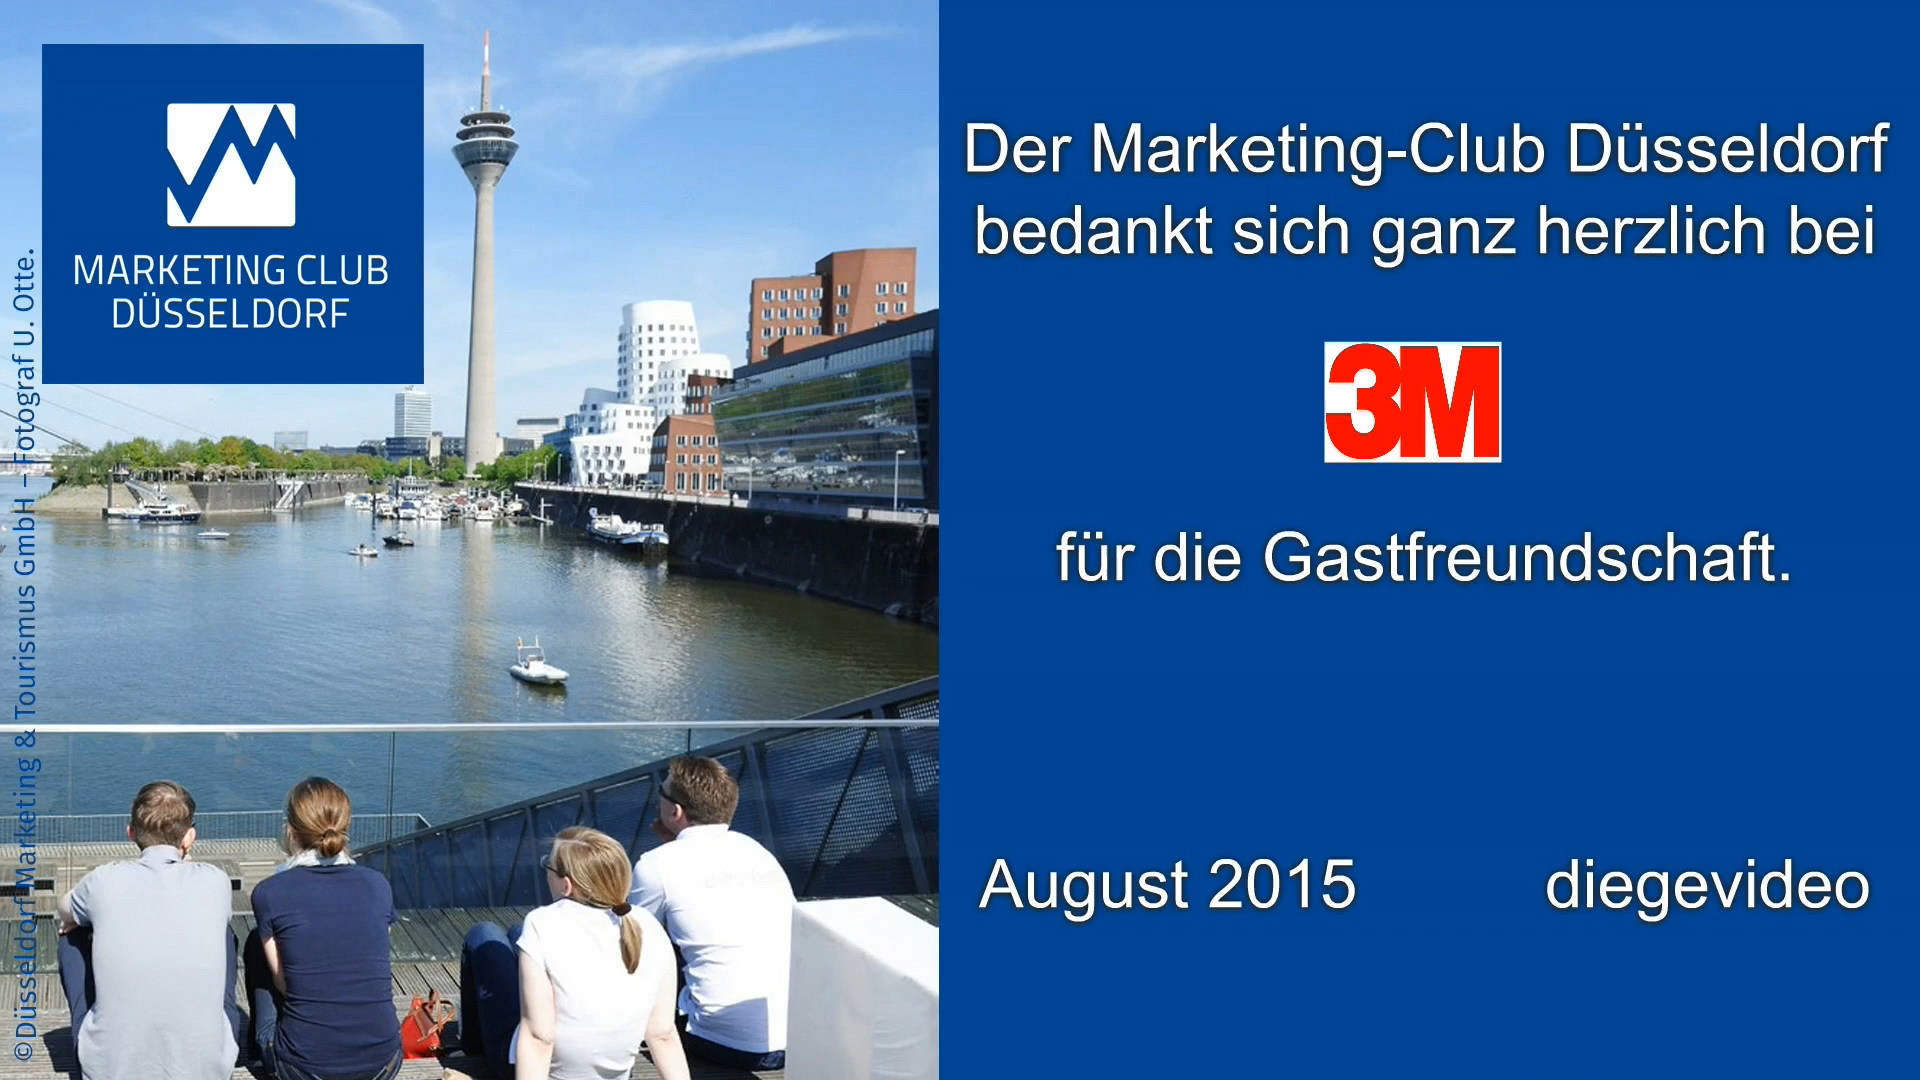 MARKETING CLUB
DÜSSELDORF
©Düsseldorf Marketing & Tourismus GmbH – Fotograf U. Otte.
Der Marketing-Club Düsseldorf
bedankt sich ganz herzlich bei
3M
für die Gastfreundschaft.
August 2015 diegevideo